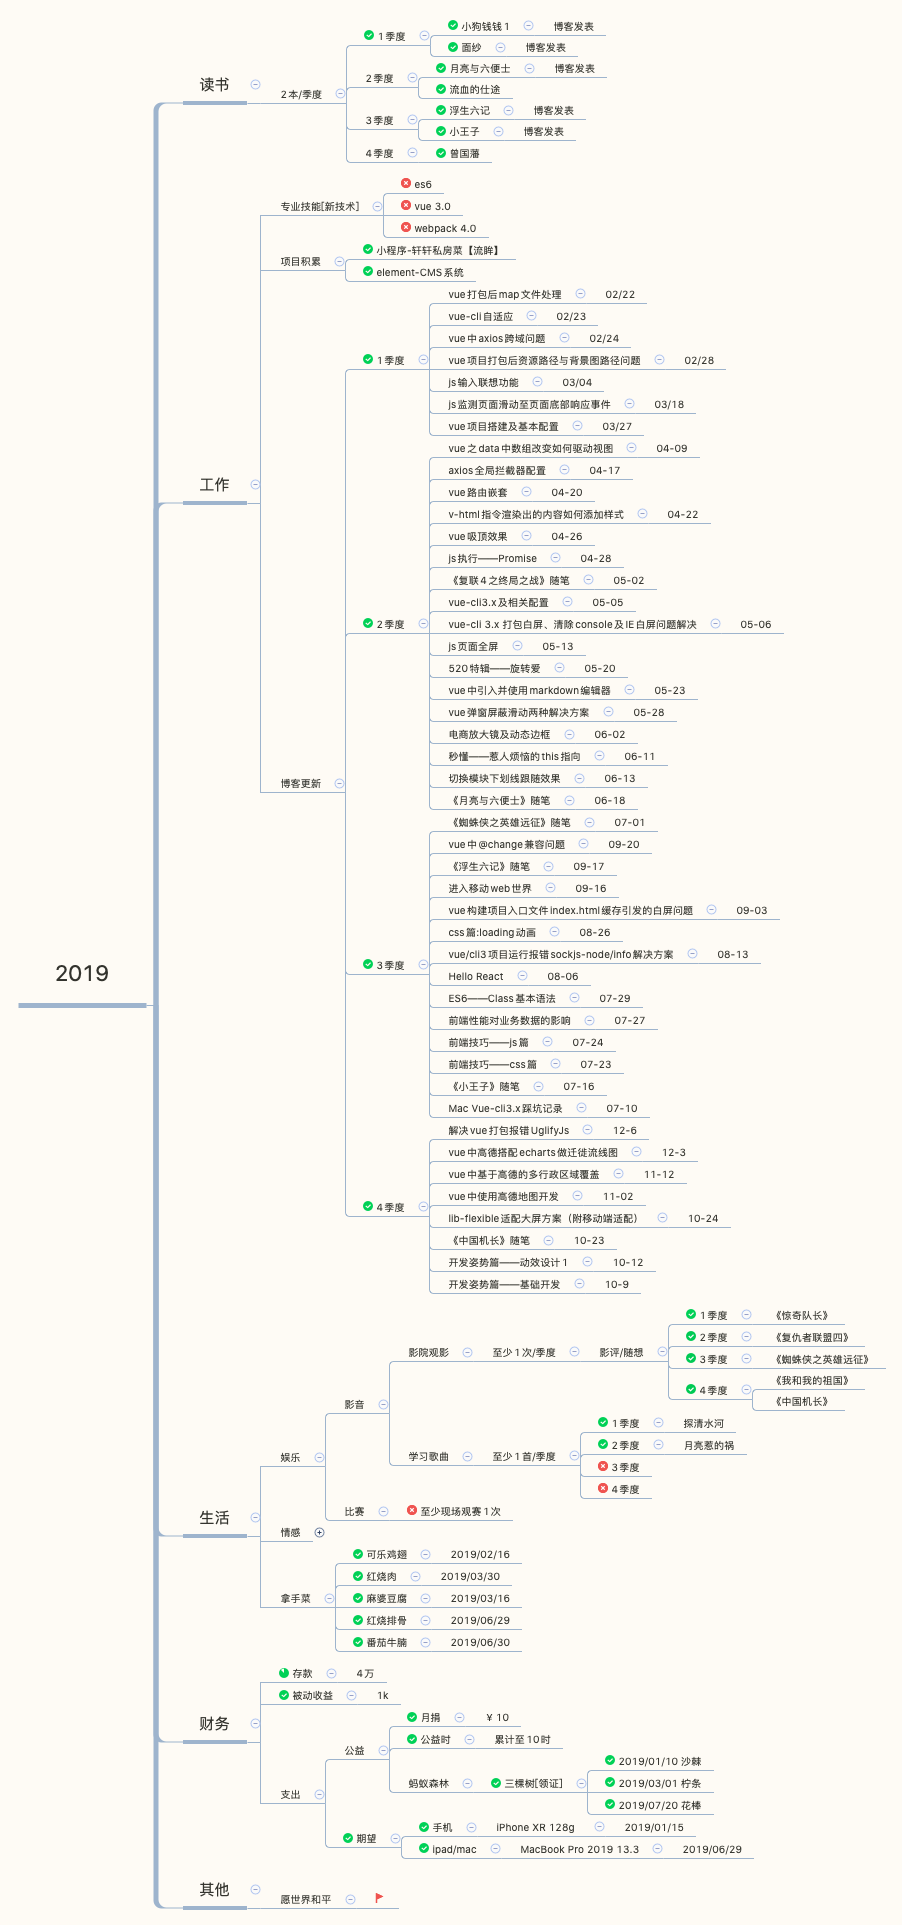 2019
读书
2本/季度
1季度
小狗钱钱1 博客发表
面纱 博客发表
2季度
月亮与六便士 博客发表
流血的仕途
3季度
浮生六记 博客发表
小王子 博客发表
4季度
曾国藩
工作
专业技能[新技术]
es6
vue 3.0
webpack 4.0
项目积累
小程序-轩轩私房菜【流眸】
element-CMS系统
博客更新
1季度
vue打包后map文件处理 02/22
vue-cli自适应 02/23
vue中axios跨域问题 02/24
vue项目打包后资源路径与背景图路径问题 02/28
js输入联想功能 03/04
js监测页面滑动至页面底部响应事件 03/18
vue项目搭建及基本配置 03/27
2季度
vue之data中数组改变如何驱动视图 04-09
axios全局拦截器配置 04-17
vue路由嵌套 04-20
v-html指令渲染出的内容如何添加样式 04-22
vue吸顶效果 04-26
js执行——Promise 04-28
《复联4之终局之战》随笔 05-02
vue-cli3.x及相关配置 05-05
vue-cli 3.x 打包白屏、清除console及IE白屏问题解决 05-06
js页面全屏 05-13
520特辑——旋转爱 05-20
vue中引入并使用markdown编辑器 05-23
vue弹窗屏蔽滑动两种解决方案 05-28
电商放大镜及动态边框 06-02
秒懂——惹人烦恼的this指向 06-11
切换模块下划线跟随效果 06-13
《月亮与六便士》随笔 06-18
3季度
《蜘蛛侠之英雄远征》随笔 07-01
vue中@change兼容问题 09-20
《浮生六记》随笔 09-17
进入移动web世界 09-16
vue构建项目入口文件index.html缓存引发的白屏问题 09-03
css篇:loading动画 08-26
vue/cli3项目运行报错sockjs-node/info解决方案 08-13
Hello React 08-06
ES6——Class基本语法 07-29
前端性能对业务数据的影响 07-27
前端技巧——js篇 07-24
前端技巧——css篇 07-23
《小王子》随笔 07-16
Mac Vue-cli3.x踩坑记录 07-10
4季度
解决vue打包报错UglifyJs 12-6
vue中高德搭配echarts做迁徙流线图 12-3
vue中基于高德的多行政区域覆盖 11-12
vue中使用高德地图开发 11-02
lib-flexible适配大屏方案（附移动端适配） 10-24
《中国机长》随笔 10-23
开发姿势篇——动效设计1 10-12
开发姿势篇——基础开发 10-9
生活
娱乐
影音
影院观影 至少1次/季度 影评/随想
1季度 《惊奇队长》
2季度 《复仇者联盟四》
3季度 《蜘蛛侠之英雄远征》
4季度
《我和我的祖国》
《中国机长》
学习歌曲 至少1首/季度
1季度 探清水河
2季度 月亮惹的祸
3季度
4季度
比赛 至少现场观赛1次
情感
拿手菜
可乐鸡翅 2019/02/16
红烧肉 2019/03/30
麻婆豆腐 2019/03/16
红烧排骨 2019/06/29
番茄牛腩 2019/06/30
财务
存款 4万
被动收益 1k
支出
公益
月捐 ¥ 10
公益时 累计至10时
蚂蚁森林 三棵树[领证]
2019/01/10 沙棘
2019/03/01 柠条
2019/07/20 花棒
期望
手机 iPhone XR 128g 2019/01/15
ipad/mac MacBook Pro 2019 13.3 2019/06/29
其他
愿世界和平